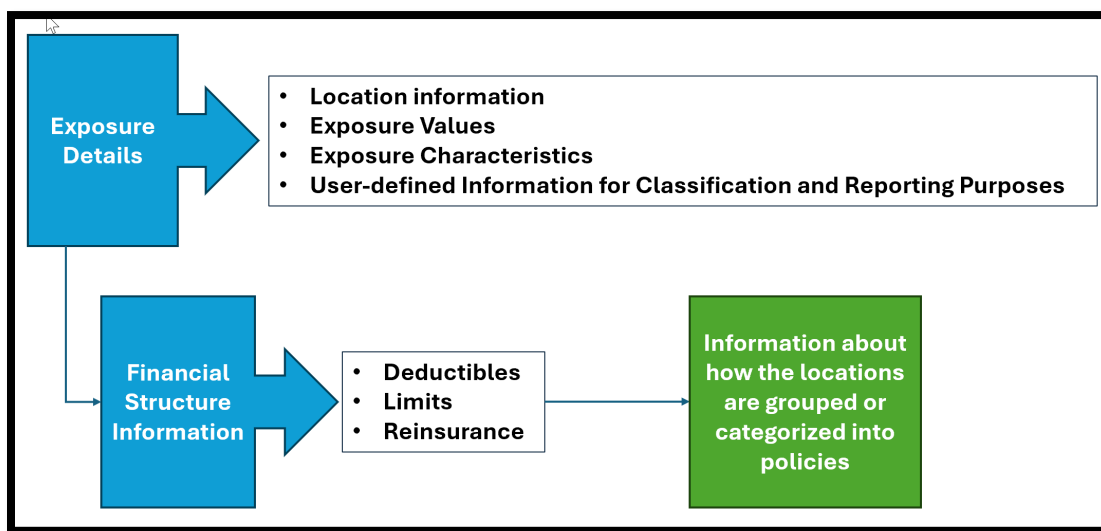 Exposure
Details
• Location information
• Exposure Values
• Exposure Characteristics
• User-defined Information for Classification and Reporting Purposes
Financial
Structure
Information
• Deductibles
• Limits
• Reinsurance
Information about
how the locations
are grouped or
categorized into
policies